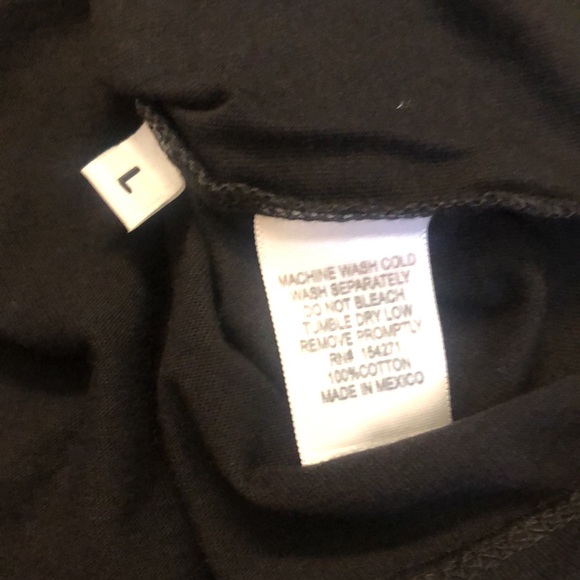 L
MACHINE WASH COLD
WASH SEPARATELY
DO NOT BLEACH
TUMBLE DRY LOW
REMOVE PROMPTLY
RN# 154271
100%COTTON
MADE IN MEXICO